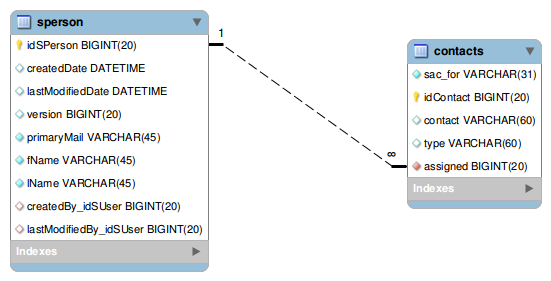 sperson
idSPerson BIGINT(20)
createdDate DATETIME
lastModifiedDate DATETIME
version BIGINT(20)
primaryMail VARCHAR(45)
fName VARCHAR(45)
lName VARCHAR(45)
createdBy_idSUser BIGINT(20)
lastModifiedBy_idSUser BIGINT(20)
Indexes
1
∞
contacts
sac_for VARCHAR(31)
idContact BIGINT(20)
contact VARCHAR(60)
type VARCHAR(60)
assigned BIGINT(20)
Indexes